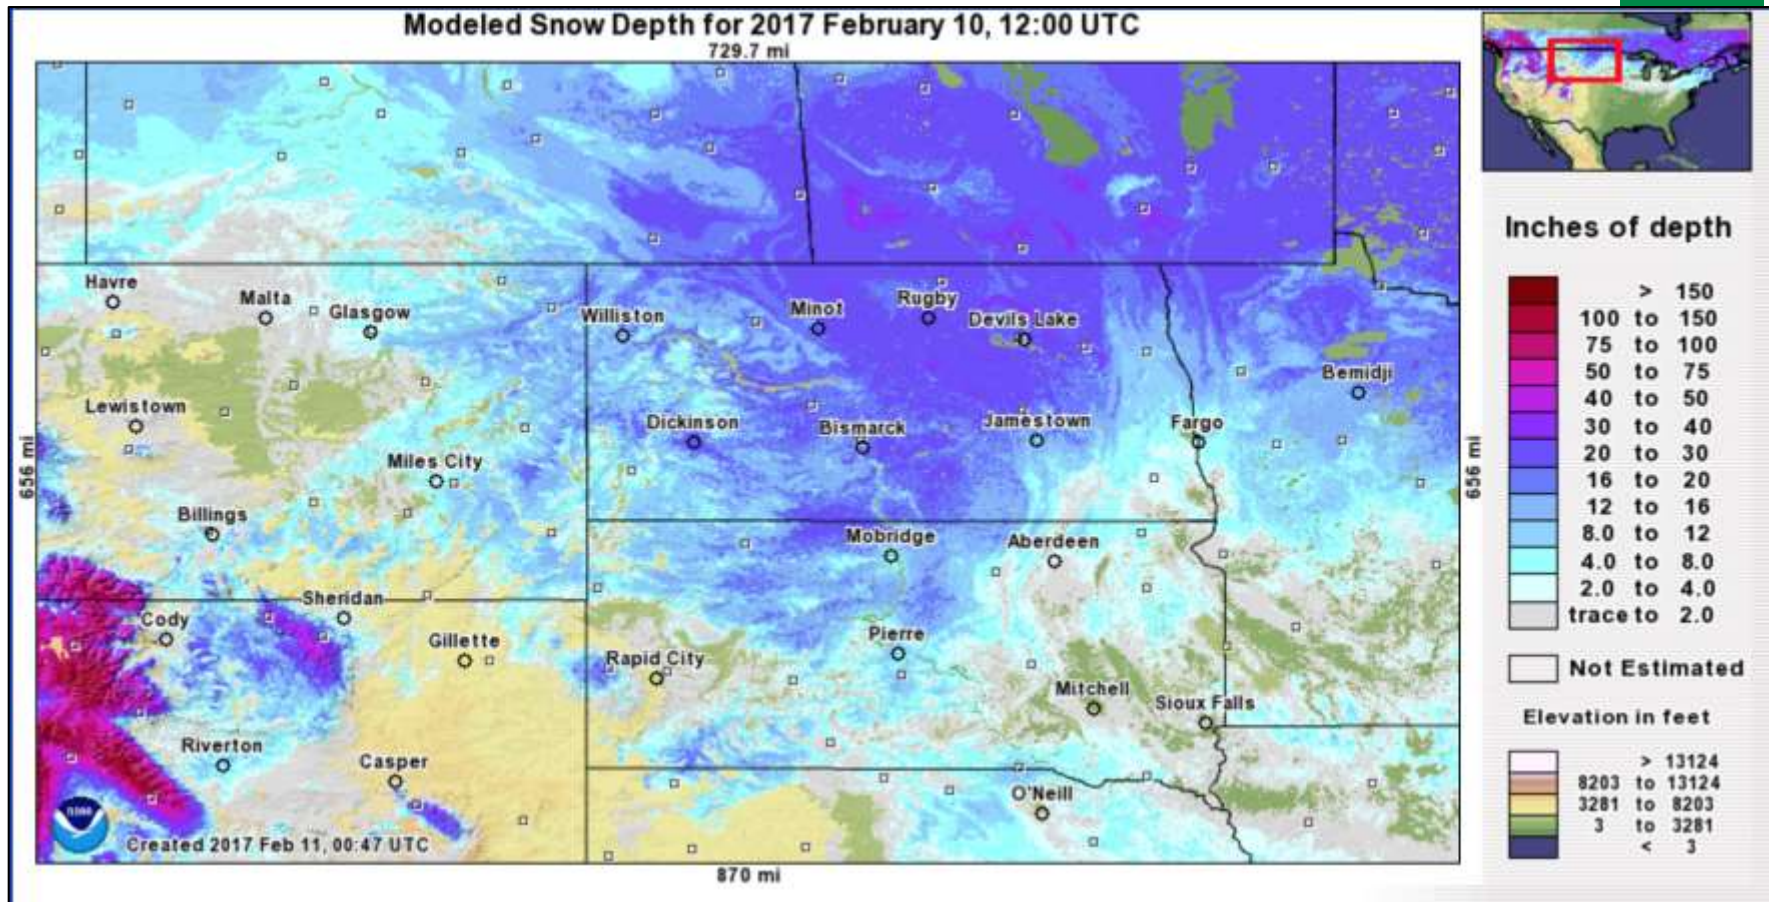 Modeled Snow Depth for 2017 February 10, 12:00 UTC
729.7 mi
656 mi
656 mi
870 mi
Havre
Malta
Glasgow
Williston
Minot
Rugby
Devils Lake
Bemidji
Lewistown
Dickinson
Bismarck
Jamestown
Fargo
Miles City
Billings
Mobridge
Aberdeen
Sheridan
Cody
Gillette
Pierre
Rapid City
Mitchell
Sioux Falls
Riverton
Casper
O'Neill
Created 2017 Feb 11, 00:47 UTC
Inches of depth
> 150
100 to 150
75 to 100
50 to 75
40 to 50
30 to 40
20 to 30
16 to 20
12 to 16
8.0 to 12
4.0 to 8.0
2.0 to 4.0
trace to 2.0
Not Estimated
Elevation in feet
> 13124
8203 to 13124
3281 to 8203
3 to 3281
< 3